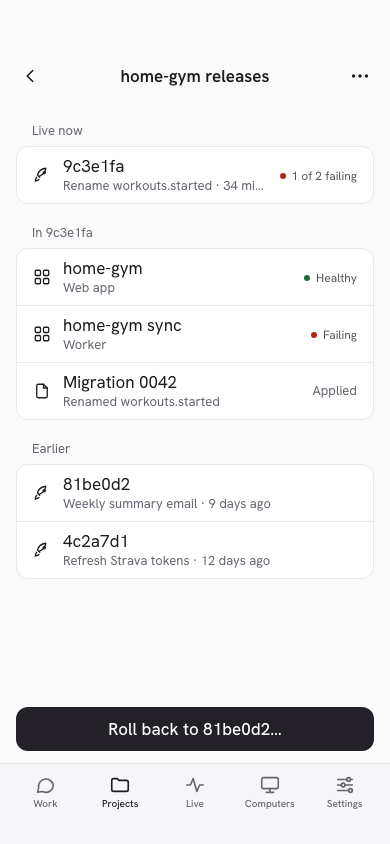 home-gym releases
Live now
9c3e1fa
Rename workouts.started · 34 mi...
1 of 2 failing
In 9c3e1fa
home-gym
Web app
Healthy
home-gym sync
Worker
Failing
Migration 0042
Renamed workouts.started
Applied
Earlier
81be0d2
Weekly summary email · 9 days ago
4c2a7d1
Refresh Strava tokens · 12 days ago
Roll back to 81be0d2...
Work
Projects
Live
Computers
Settings